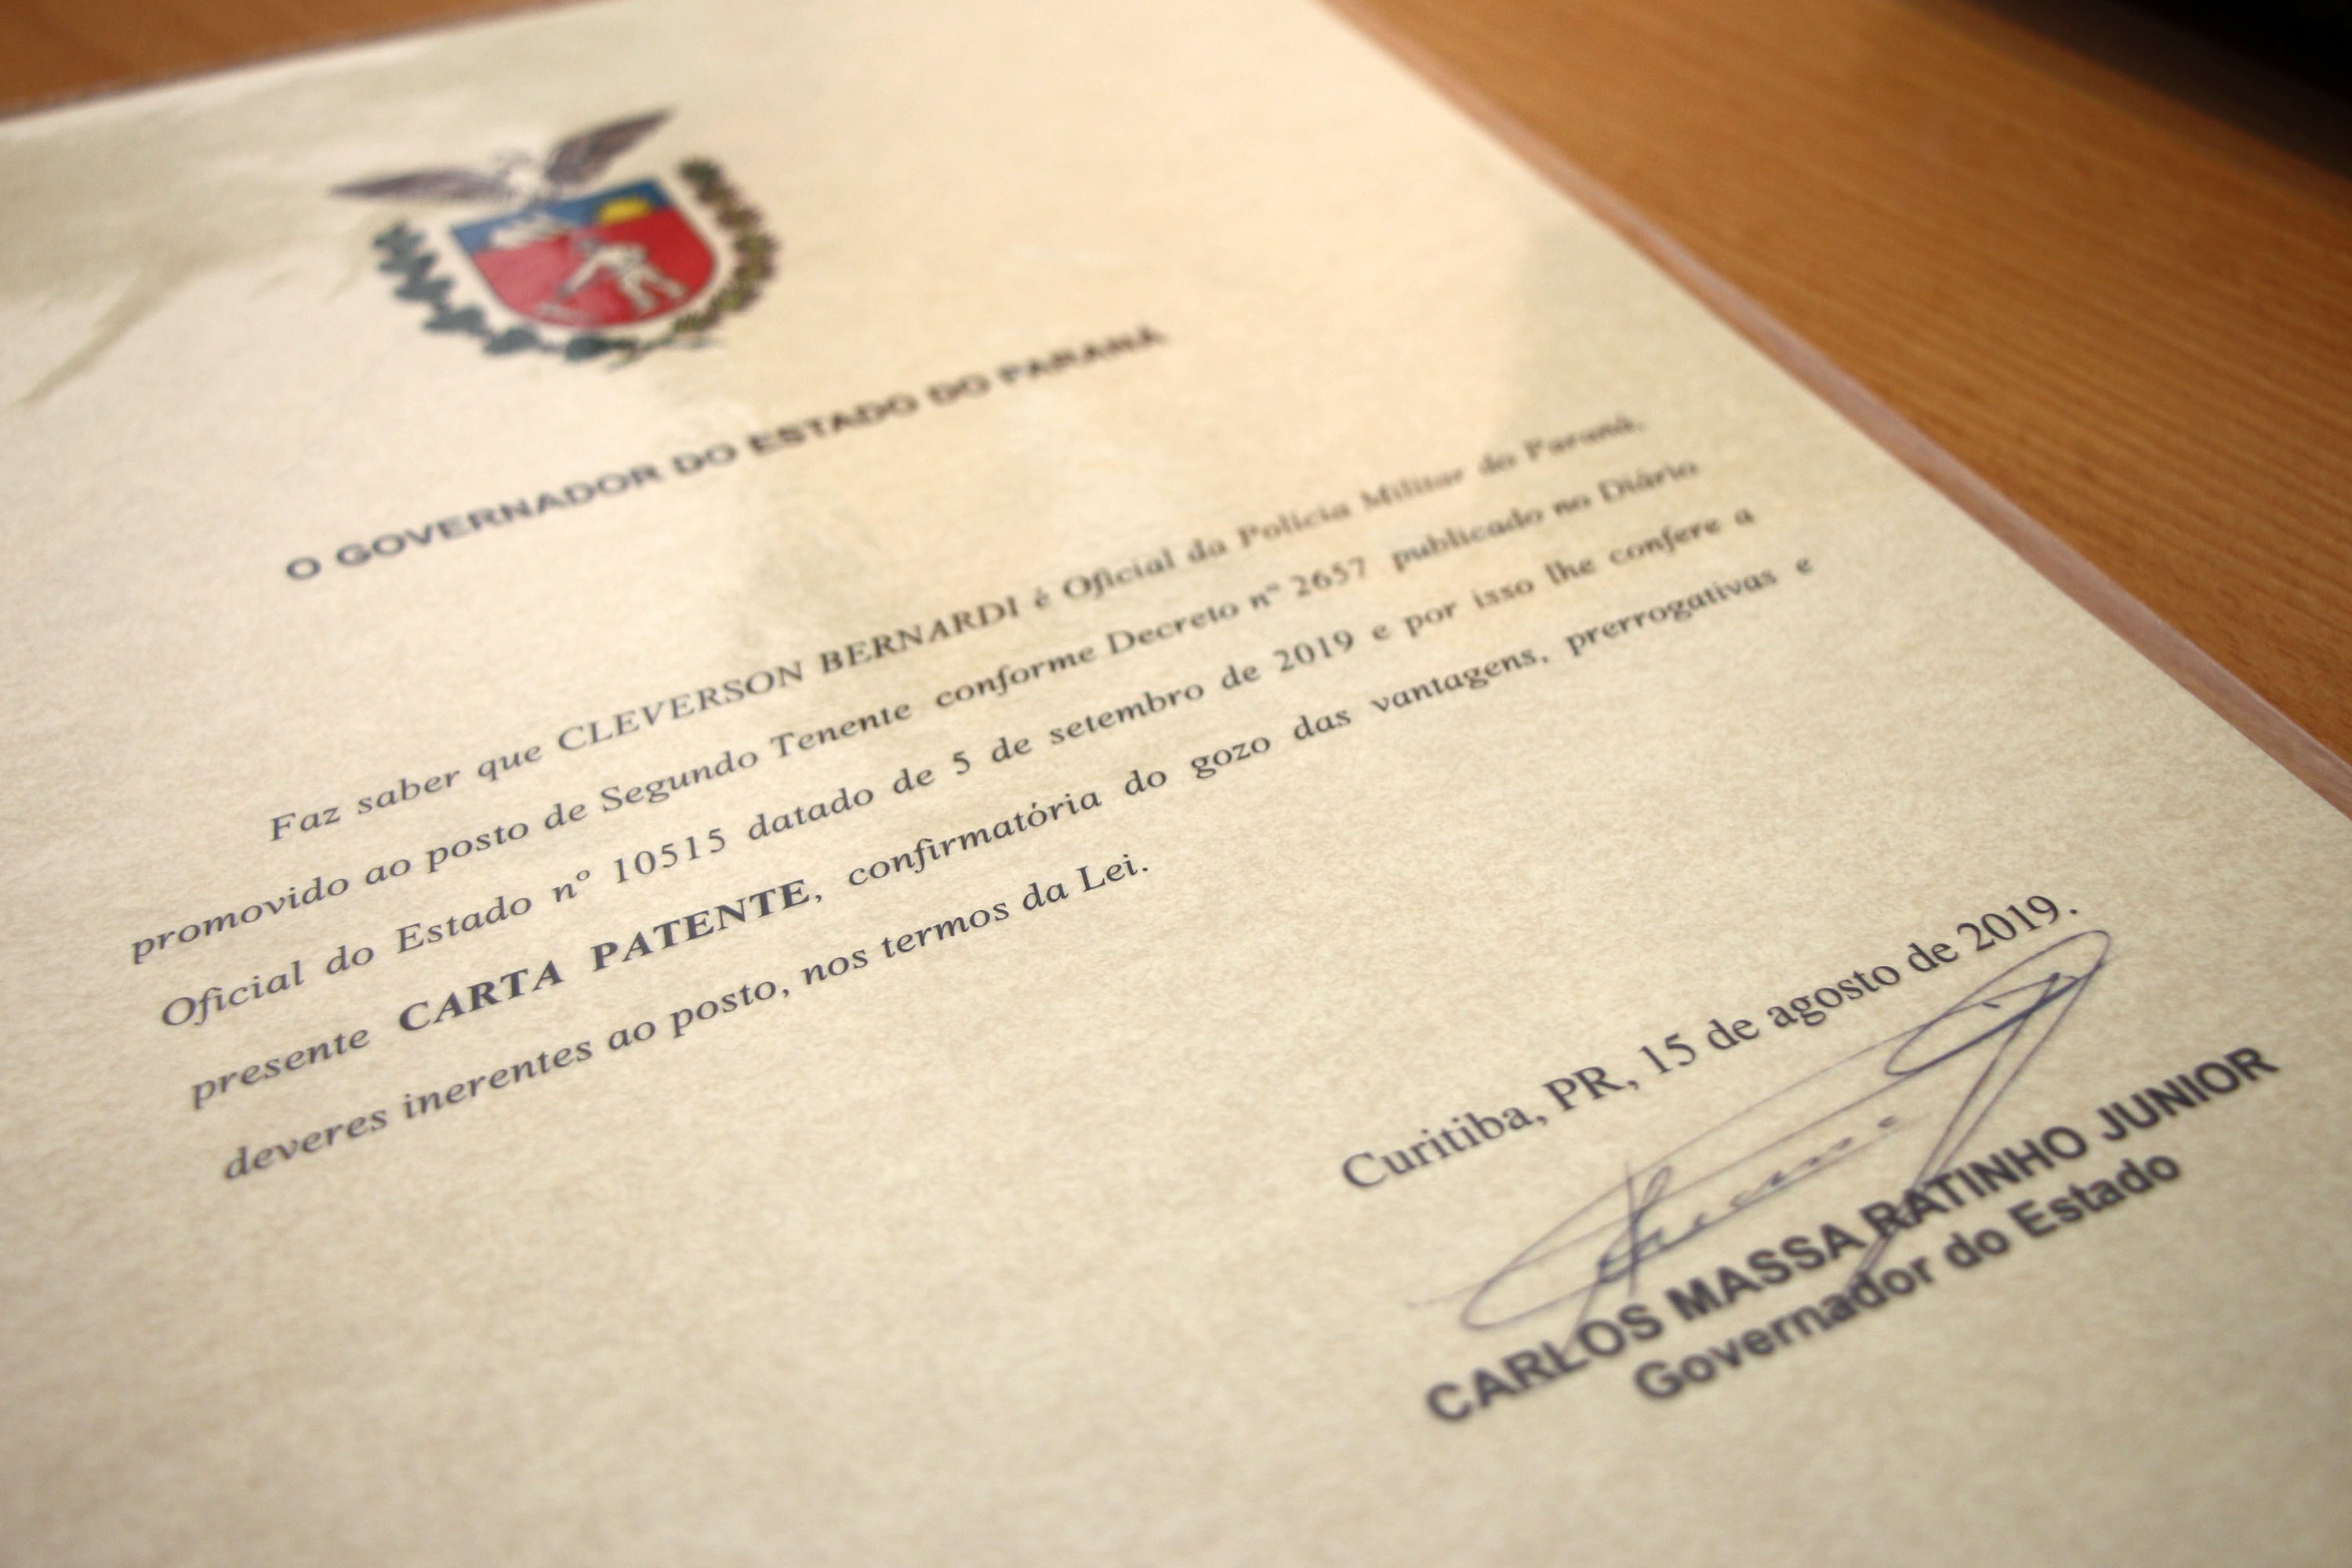 O GOVERNADOR DO ESTADO DO PARANÁ
Faz saber que CLEVERSON BERNARDI é Oficial da Polícia Militar do Paraná,
promovido ao posto de Segundo Tenente conforme Decreto nº 2657 publicado no Diário
Oficial do Estado nº 10515 datado de 5 de setembro de 2019 e por isso lhe confere a
presente CARTA PATENTE, confirmatória do gozo das vantagens, prerrogativas e
deveres inerentes ao posto, nos termos da Lei.
Curitiba, PR, 15 de agosto de 2019.
CARLOS MASSA RATINHO JUNIOR
Governador do Estado